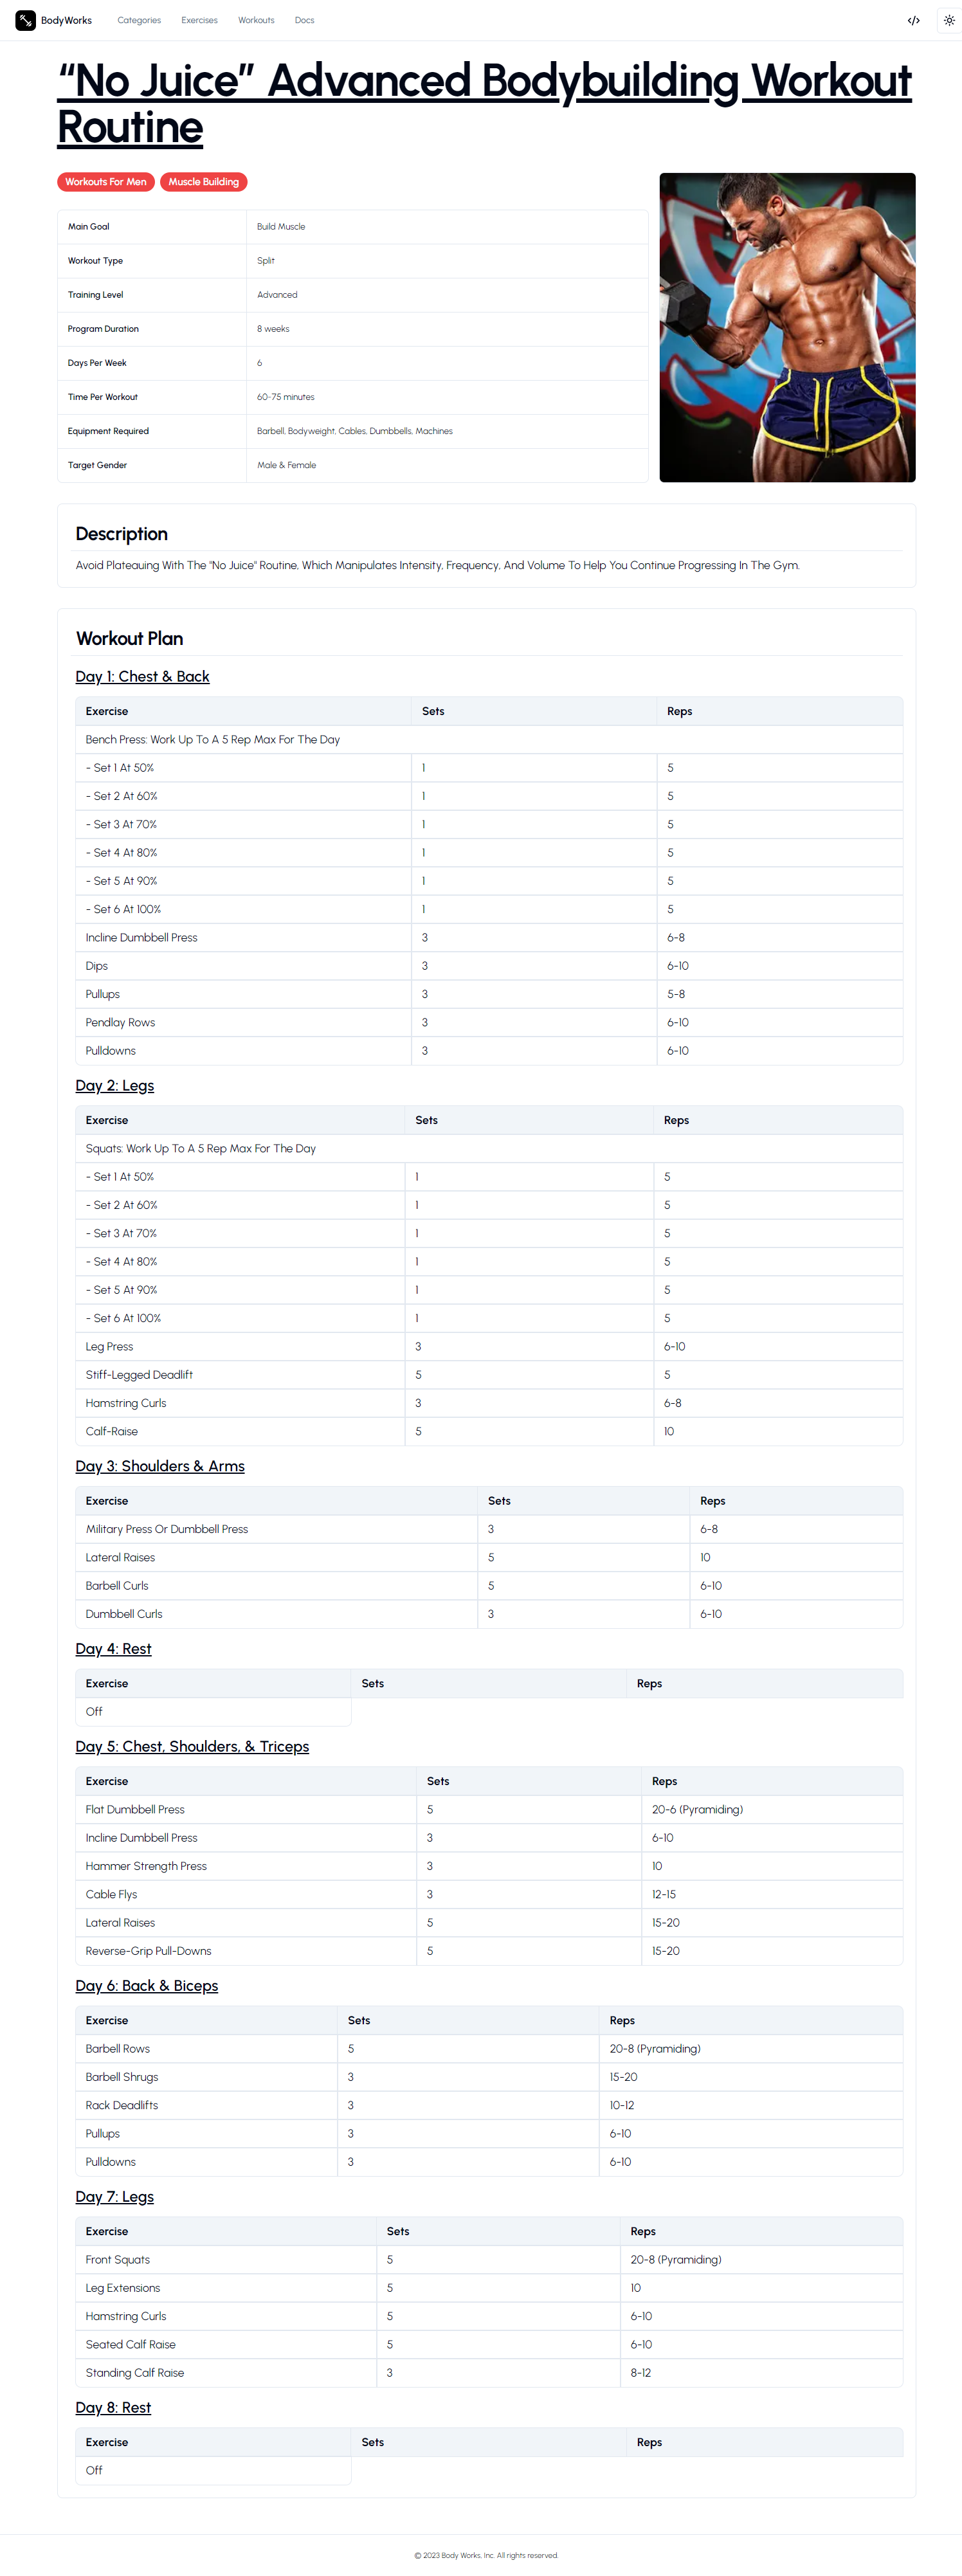 BodyWorks Categories Exercises Workouts Docs
“No Juice” Advanced Bodybuilding Workout
Routine
Workouts For Men Muscle Building
Main Goal Build Muscle
Workout Type Split
Training Level Advanced
Program Duration 8 weeks
Days Per Week 6
Time Per Workout 60-75 minutes
Equipment Required Barbell, Bodyweight, Cables, Dumbbells, Machines
Target Gender Male & Female
Description
Avoid Plateauing With The "No Juice" Routine, Which Manipulates Intensity, Frequency, And Volume To Help You Continue Progressing In The Gym.
Workout Plan
Day 1: Chest & Back
Exercise Sets Reps
Bench Press: Work Up To A 5 Rep Max For The Day
- Set 1 At 50% 1 5
- Set 2 At 60% 1 5
- Set 3 At 70% 1 5
- Set 4 At 80% 1 5
- Set 5 At 90% 1 5
- Set 6 At 100% 1 5
Incline Dumbbell Press 3 6-8
Dips 3 6-10
Pullups 3 5-8
Pendlay Rows 3 6-10
Pulldowns 3 6-10
Day 2: Legs
Exercise Sets Reps
Squats: Work Up To A 5 Rep Max For The Day
- Set 1 At 50% 1 5
- Set 2 At 60% 1 5
- Set 3 At 70% 1 5
- Set 4 At 80% 1 5
- Set 5 At 90% 1 5
- Set 6 At 100% 1 5
Leg Press 3 6-10
Stiff-Legged Deadlift 5 5
Hamstring Curls 3 6-8
Calf-Raise 5 10
Day 3: Shoulders & Arms
Exercise Sets Reps
Military Press Or Dumbbell Press 3 6-8
Lateral Raises 5 10
Barbell Curls 5 6-10
Dumbbell Curls 3 6-10
Day 4: Rest
Exercise Sets Reps
Off
Day 5: Chest, Shoulders, & Triceps
Exercise Sets Reps
Flat Dumbbell Press 5 20-6 (Pyramiding)
Incline Dumbbell Press 3 6-10
Hammer Strength Press 3 10
Cable Flys 3 12-15
Lateral Raises 5 15-20
Reverse-Grip Pull-Downs 5 15-20
Day 6: Back & Biceps
Exercise Sets Reps
Barbell Rows 5 20-8 (Pyramiding)
Barbell Shrugs 3 15-20
Rack Deadlifts 3 10-12
Pullups 3 6-10
Pulldowns 3 6-10
Day 7: Legs
Exercise Sets Reps
Front Squats 5 20-8 (Pyramiding)
Leg Extensions 5 10
Hamstring Curls 5 6-10
Seated Calf Raise 5 6-10
Standing Calf Raise 3 8-12
Day 8: Rest
Exercise Sets Reps
Off
© 2023 Body Works, Inc. All rights reserved.